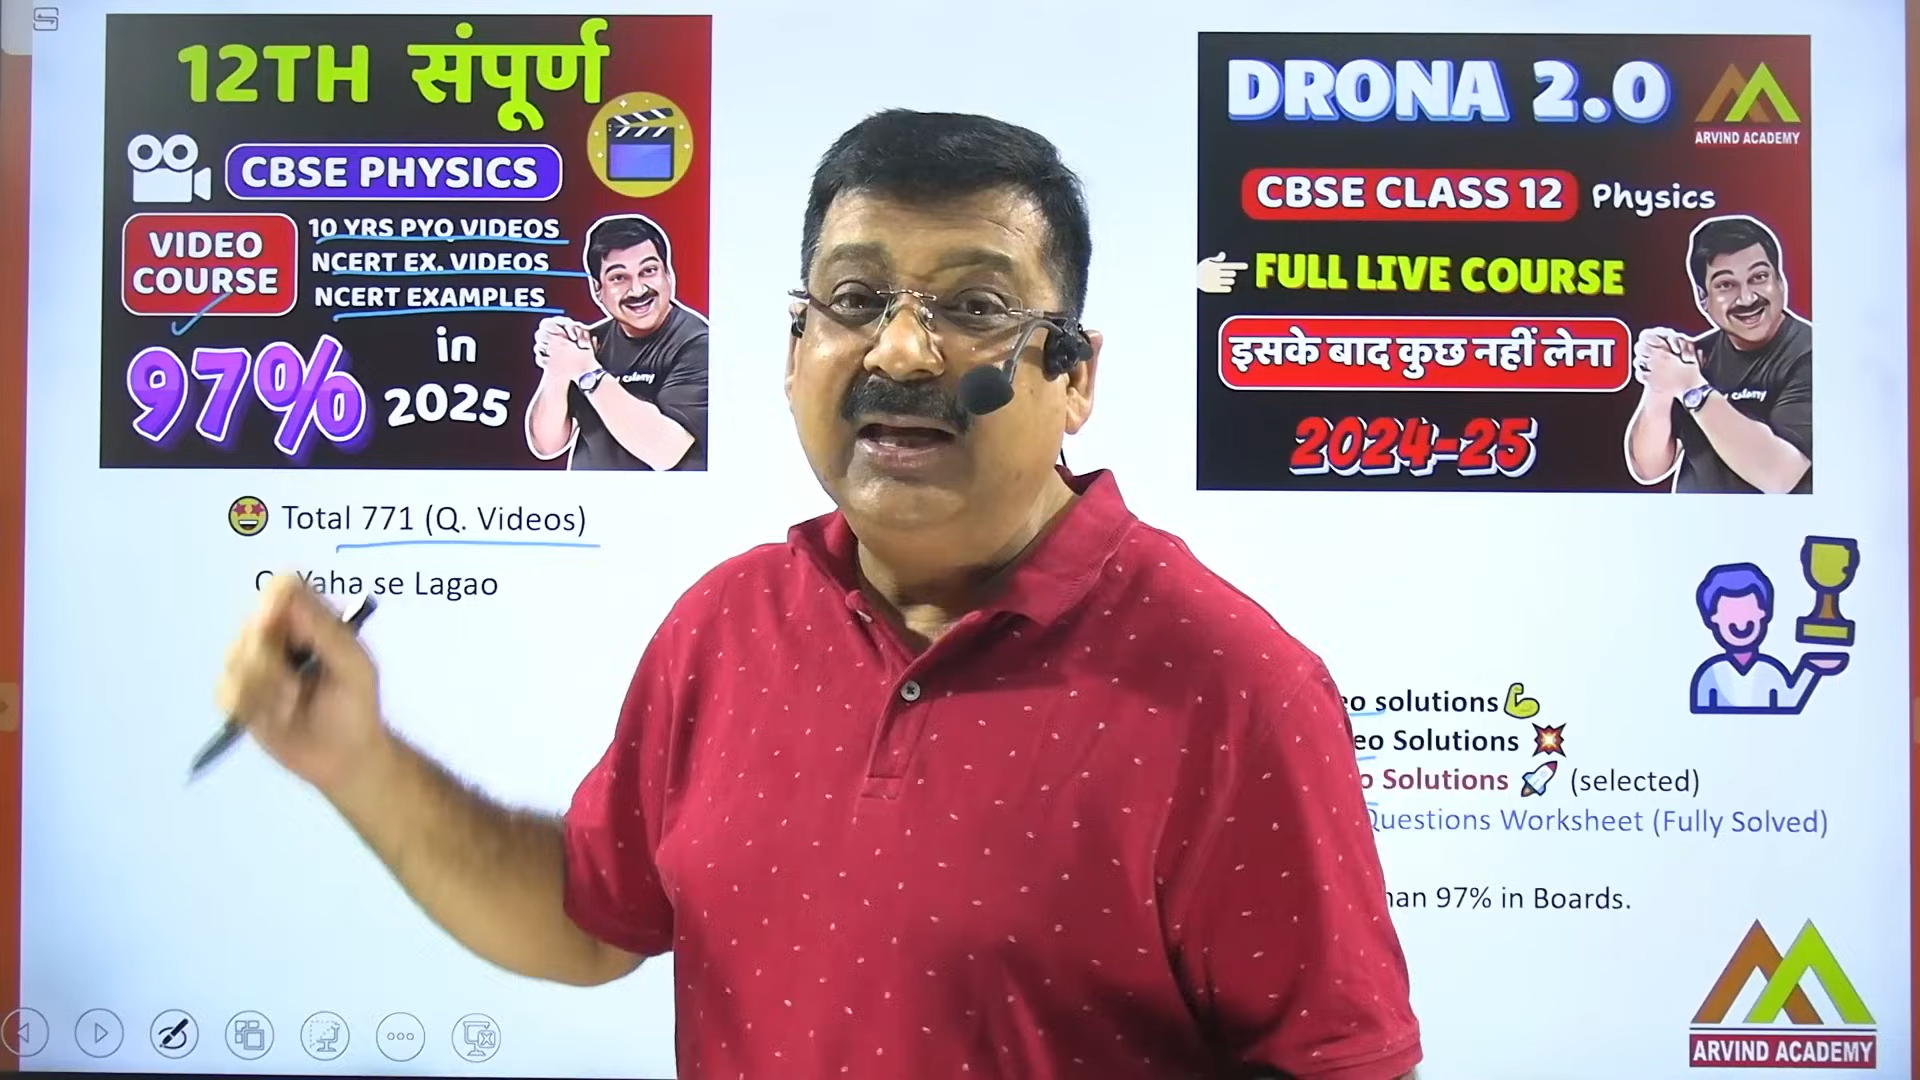 12TH संपूर्ण
CBSE PHYSICS
VIDEO
COURSE
10 YRS PYQ VIDEOS
NCERT EX. VIDEOS
NCERT EXAMPLES
97%
in
2025
Total 771 (Q. Videos)
se Lagao
DRONA 2.0
ARVIND ACADEMY
CBSE CLASS 12 Physics
FULL LIVE COURSE
इसके बाद कुछ नहीं लेना
2024-25
solutions
Solutions
Solutions (selected)
Questions Worksheet (Fully Solved)
97% in Boards.
ARVIND ACADEMY